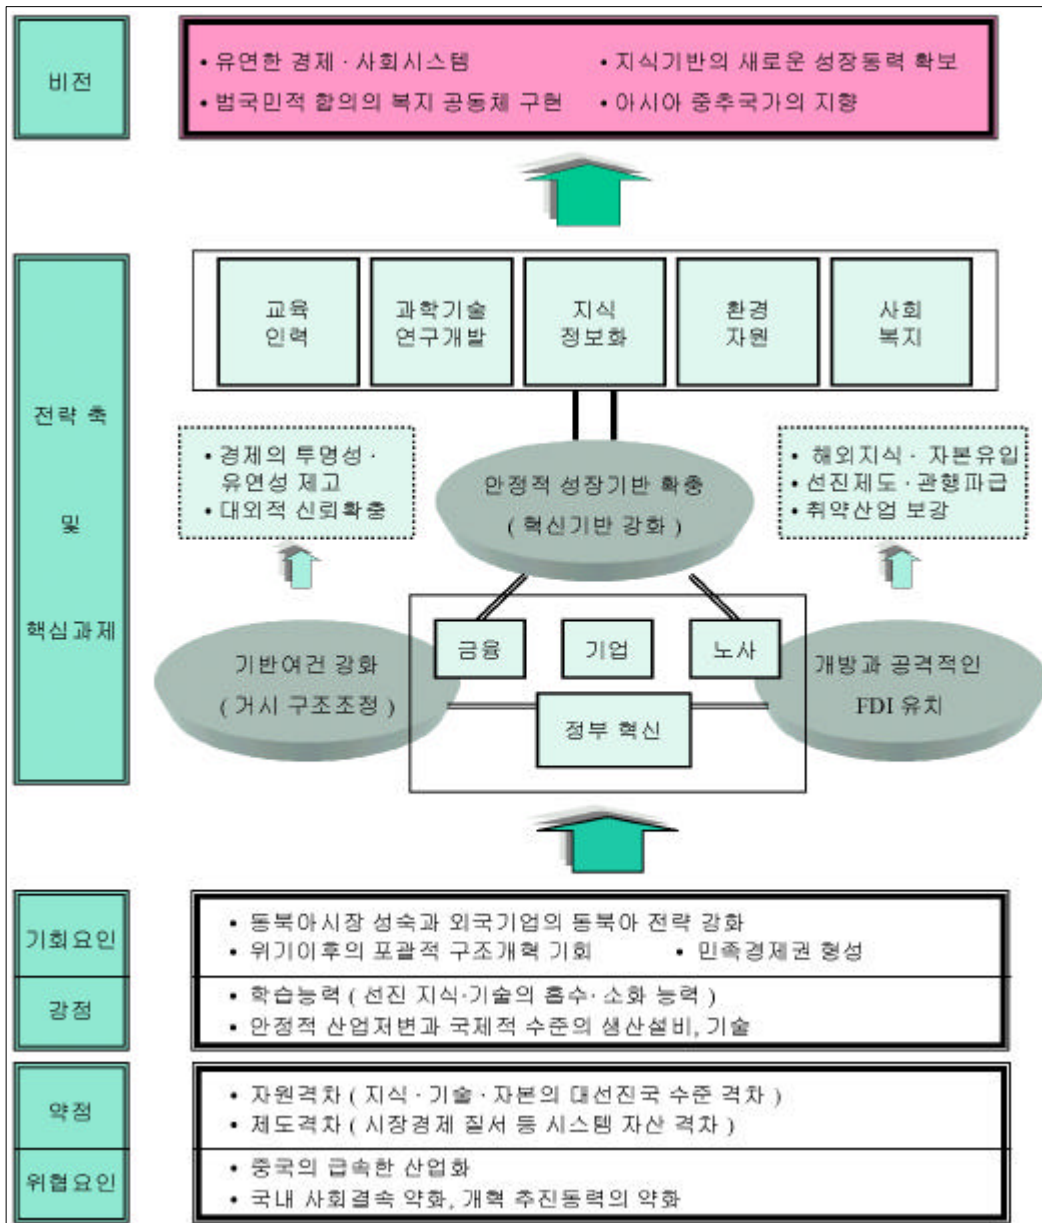 비전
• 유연한 경제 · 사회시스템
• 지식기반의 새로운 성장동력 확보
• 범국민적 합의의 복지 공동체 구현
• 아시아 중추국가의 지향
전략 축
및
핵심과제
교육
인력
과학기술
연구개발
지식
정보화
환경
자원
사회
복지
• 경제의 투명성 ·
유연성 제고
• 대외적 신뢰확충
안정적 성장기반 확충
( 혁신기반 강화 )
• 해외지식 · 자본유입
• 선진제도 · 관행파급
• 취약산업 보강
기반여건 강화
( 거시 구조조정 )
금융
기업
노사
정부 혁신
개방과 공격적인
FDI 유치
기회요인
• 동북아시장 성숙과 외국기업의 동북아 전략 강화
• 위기이후의 포괄적 구조개혁 기회
• 민족경제권 형성
강점
• 학습능력 ( 선진 지식·기술의 흡수· 소화 능력 )
• 안정적 산업저변과 국제적 수준의 생산설비, 기술
약점
• 자원격차 ( 지식 · 기술 · 자본의 대선진국 수준 격차 )
• 제도격차 ( 시장경제 질서 등 시스템 자산 격차 )
위협요인
• 중국의 급속한 산업화
• 국내 사회결속 약화, 개혁 추진동력의 약화